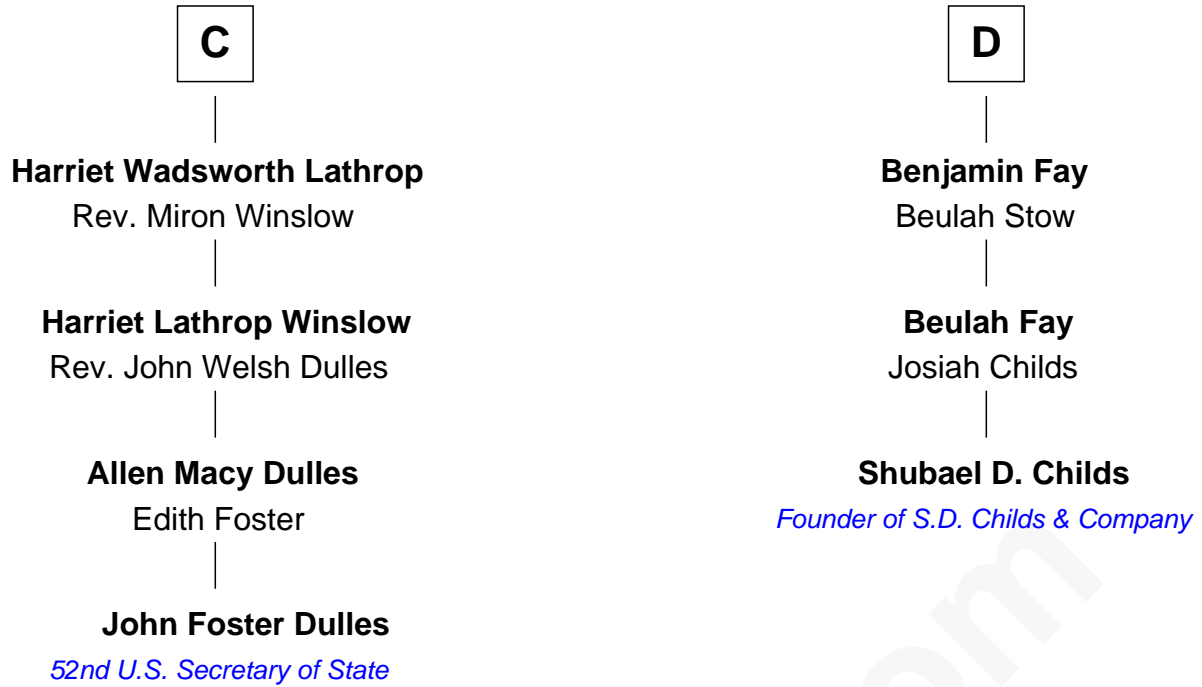 C
Harriet Wadsworth Lathrop
Rev. Miron Winslow
Harriet Lathrop Winslow
Rev. John Welsh Dulles
Allen Macy Dulles
Edith Foster
John Foster Dulles
52nd U.S. Secretary of State
D
Benjamin Fay
Beulah Stow
Beulah Fay
Josiah Childs
Shubael D. Childs
Founder of S.D. Childs & Company
om